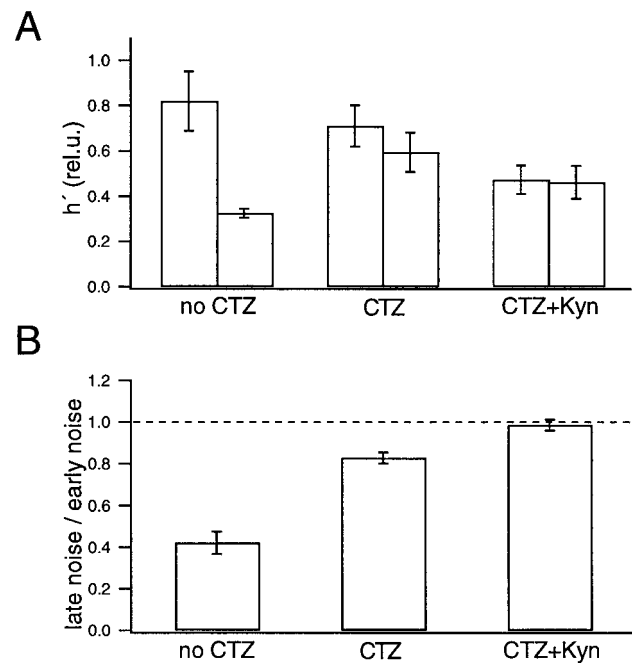 A
h´ (rel.u.)
1.0
0.8
0.6
0.4
0.2
0.0
no CTZ
CTZ
CTZ+Kyn
B
late noise / early noise
1.2
1.0
0.8
0.6
0.4
0.2
0.0
no CTZ
CTZ
CTZ+Kyn